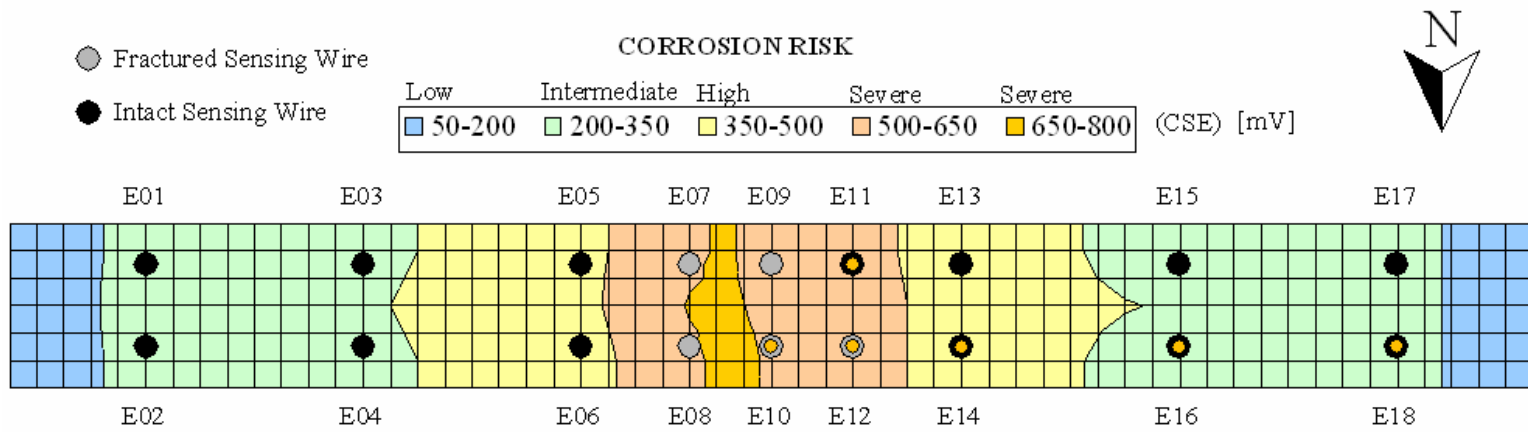 N
CORROSION RISK
Fractured Sensing Wire
Intact Sensing Wire
Low Intermediate High Severe Severe
50-200 200-350 350-500 500-650 650-800 (CSE) [mV]
E01 E03 E05 E07 E09 E11 E13 E15 E17
E02 E04 E06 E08 E10 E12 E14 E16 E18